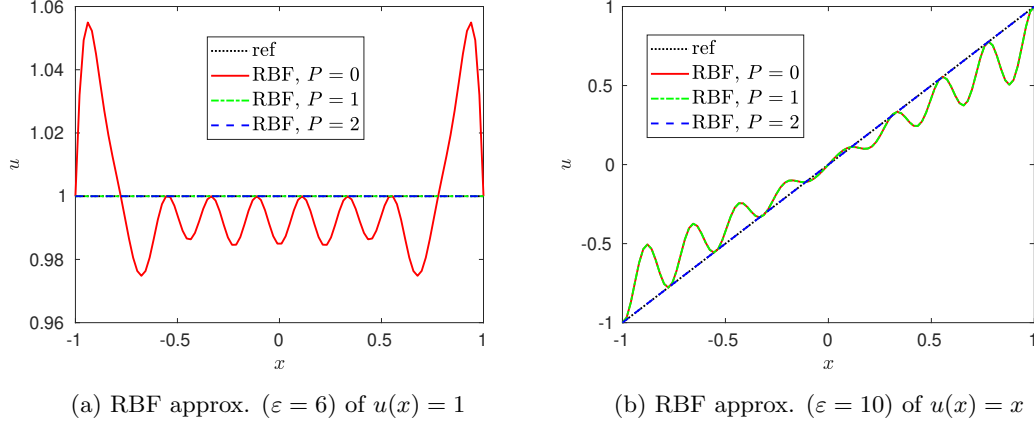 1.06
1.04
1.02
1
0.98
0.96
-1
-0.5
0
0.5
1
u
x
ref
RBF, P = 0
RBF, P = 1
RBF, P = 2
(a) RBF approx. (ε = 6) of u(x) = 1
1
0.5
0
-0.5
-1
-1
-0.5
0
0.5
1
u
x
ref
RBF, P = 0
RBF, P = 1
RBF, P = 2
(b) RBF approx. (ε = 10) of u(x) = x